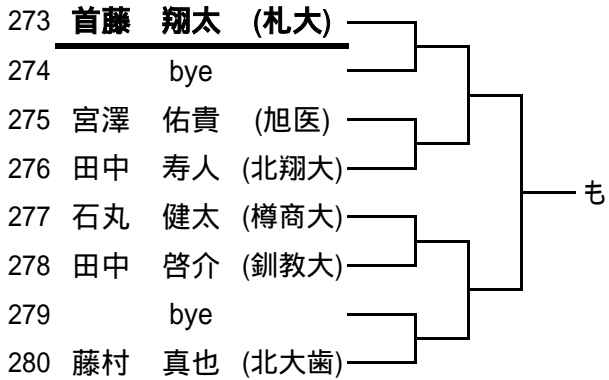 273 首藤 翔太 (札大)
274 bye
275 宮澤 佑貴 (旭医)
276 田中 寿人 (北翔大)
277 石丸 健太 (樽商大)
278 田中 啓介 (釧教大)
279 bye
280 藤村 真也 (北大歯)
も